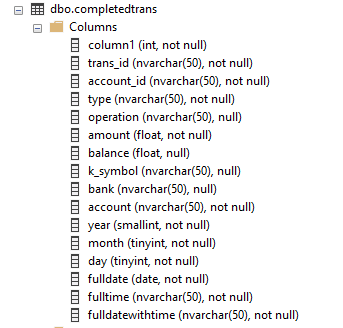 dbo.completedtrans
Columns
column1 (int, not null)
trans_id (nvarchar(50), not null)
account_id (nvarchar(50), not null)
type (nvarchar(50), not null)
operation (nvarchar(50), not null)
amount (float, not null)
balance (float, null)
k_symbol (nvarchar(50), null)
bank (nvarchar(50), null)
account (nvarchar(50), null)
year (smallint, not null)
month (tinyint, not null)
day (tinyint, not null)
fulldate (date, not null)
fulltime (nvarchar(50), not null)
fulldatewithtime (nvarchar(50), not null)